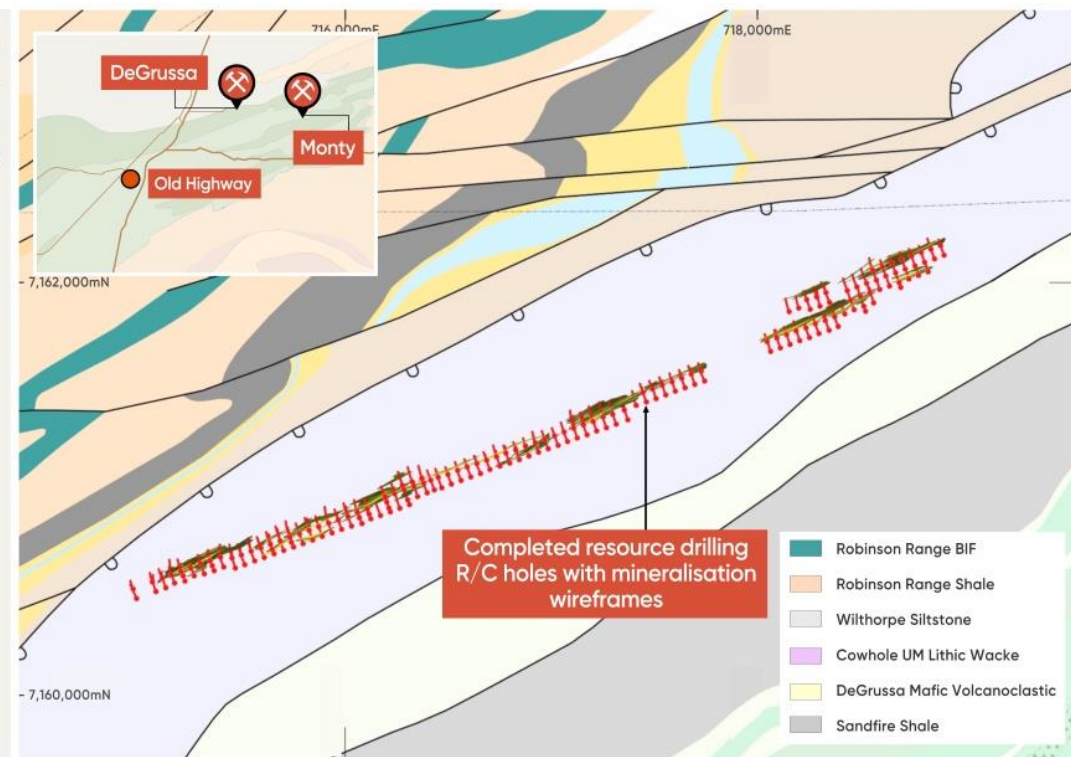 716,000mE
718,000mE
DeGrussa
Monty
Old Highway
7,162,000mN
Completed resource drilling
R/C holes with mineralisation
wireframes
7,160,000mN
Robinson Range BIF
Robinson Range Shale
Wilthorpe Siltstone
Cowhole UM Lithic Wacke
DeGrussa Mafic Volcanoclastic
Sandfire Shale